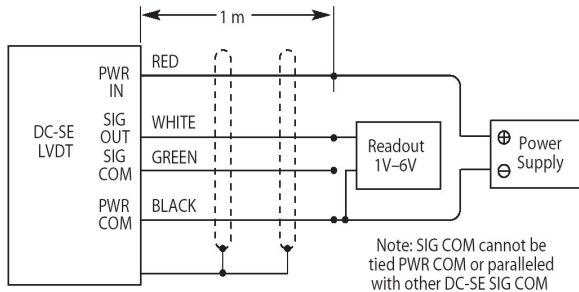 1 m
RED
PWR
IN
SIG
OUT
WHITE
DC-SE
LVDT
SIG
COM
GREEN
Readout
1V–6V
⊕
⊖
Power
Supply
PWR
COM
BLACK
Note: SIG COM cannot be
tied PWR COM or paralleled
with other DC-SE SIG COM